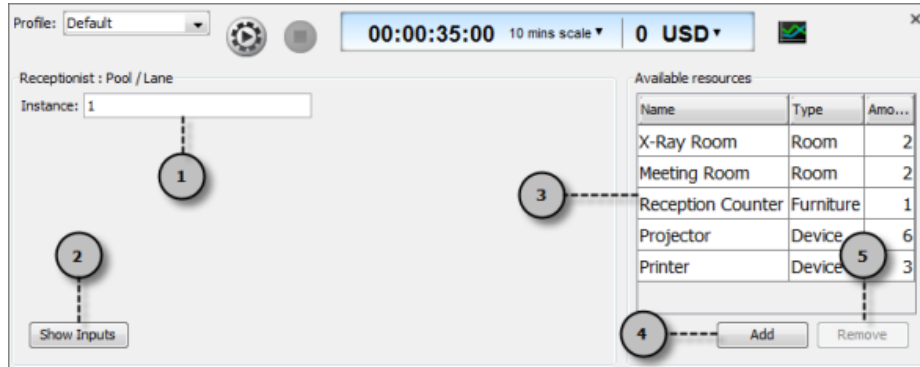 Profile: Default 00:00:35:00 10 mins scale 0 USD
Receptionist : Pool / Lane
Instance: 1
1
2
Show Inputs
Available resources
Name Type Amo...
X-Ray Room Room 2
Meeting Room Room 2
3
Reception Counter Furniture 1
Projector Device 6
5
Printer Device 3
4
Add Remove